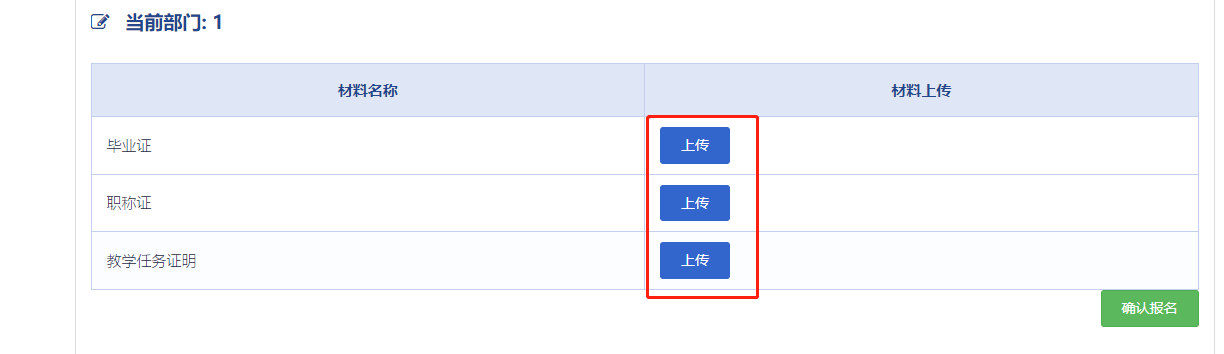 当前部门: 1
材料名称 材料上传
毕业证 上传
职称证 上传
教学任务证明 上传
确认报名